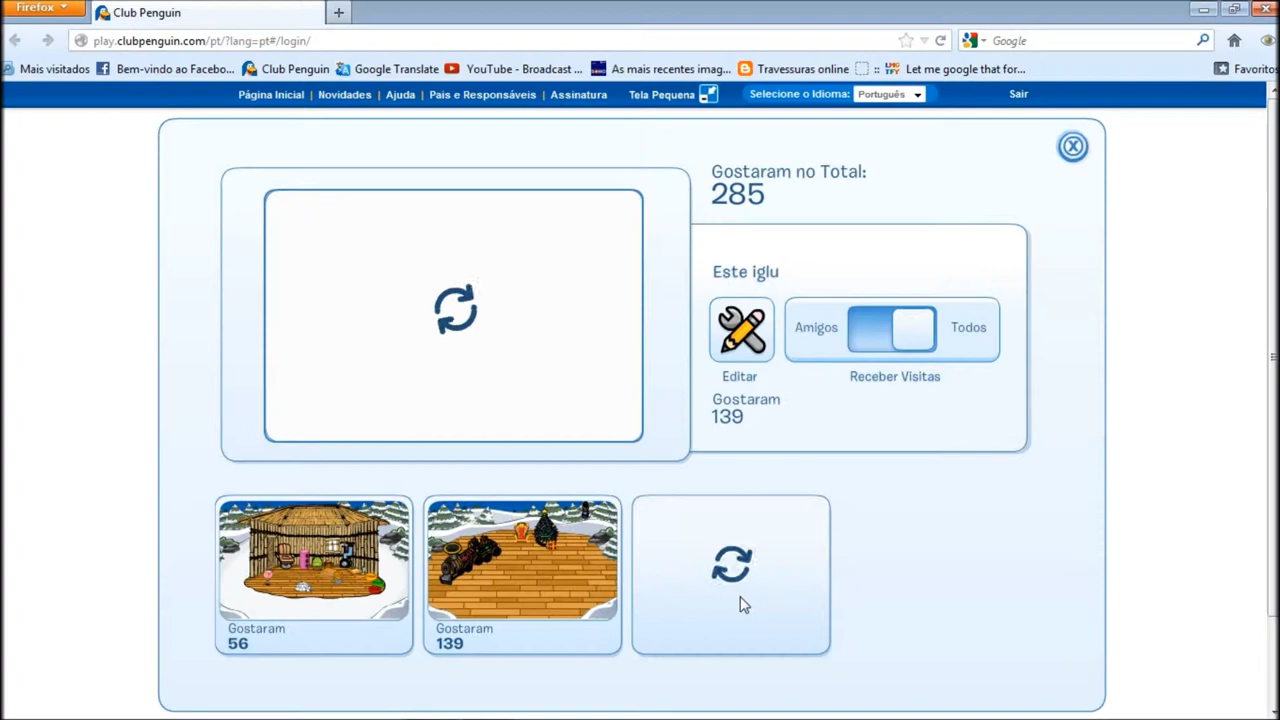 Firefox
Club Penguin
play.clubpenguin.com/pt/?lang=pt#/login/
Google
Mais visitados
Bem-vindo ao Facebo...
Club Penguin
Google Translate
YouTube - Broadcast ...
As mais recentes imag...
Travessuras online
::
LMG TFY
Let me google that for...
Favoritos
Página Inicial | Novidades | Ajuda | Pais e Responsáveis | Assinatura
Tela Pequena
Selecione o Idioma: Português
Sair
Gostaram no Total:
285
Este iglu
Amigos
Todos
Editar
Receber Visitas
Gostaram
139
Gostaram
56
Gostaram
139